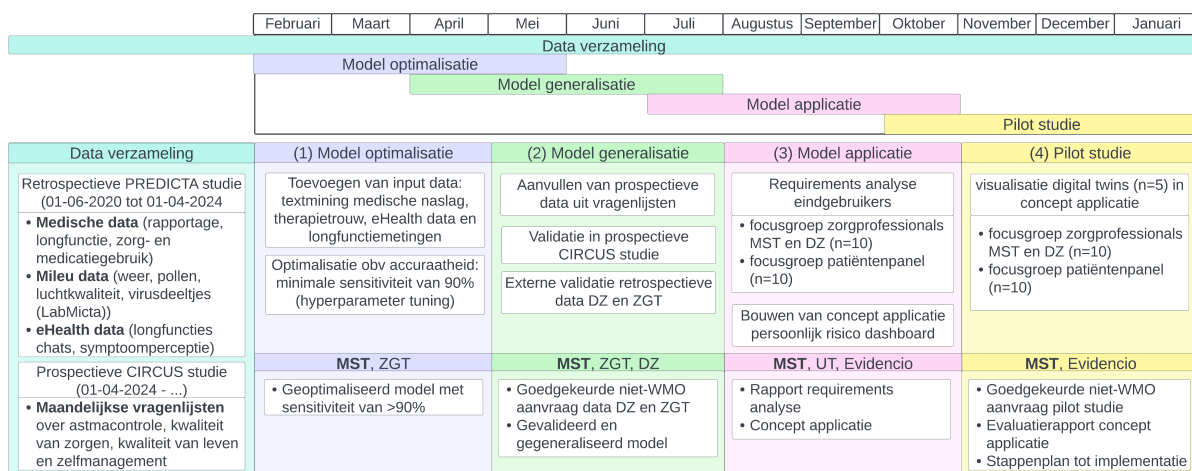 Februari Maart April Mei Juni Juli Augustus September Oktober November December Januari
Data verzameling
Model optimalisatie
Model generalisatie
Model applicatie
Pilot studie
Data verzameling
Retrospectieve PREDICTA studie
(01-06-2020 tot 01-04-2024
• Medische data (rapportage,
longfunctie, zorg- en
medicatiegebruik)
• Mileu data (weer, pollen,
luchtkwaliteit, virusdeeltjes
(LabMicta))
• eHealth data (longfuncties
chats, symptoomperceptie)
Prospectieve CIRCUS studie
(01-04-2024 - ...)
• Maandelijkse vragenlijsten
over astmacontrole, kwaliteit
van zorgen, kwaliteit van leven
en zelfmanagement
(1) Model optimalisatie
Toevoegen van input data:
textmining medische naslag,
therapietrouw, eHealth data en
longfunctiemetingen
Optimalisatie obv accuraatheid:
minimale sensitiviteit van 90%
(hyperparameter tuning)
MST, ZGT
• Geoptimaliseerd model met
sensitiviteit van >90%
(2) Model generalisatie
Aanvullen van prospectieve
data uit vragenlijsten
Validatie in prospectieve
CIRCUS studie
Externe validatie retrospectieve
data DZ en ZGT
MST, ZGT, DZ
• Goedgekeurde niet-WMO
aanvraag data DZ en ZGT
• Gevalideerd en
gegeneraliseerd model
(3) Model applicatie
Requirements analyse
eindgebruikers
• focusgroep zorgprofessionals
MST en DZ (n=10)
• focusgroep patiëntenpanel
(n=10)
Bouwen van concept applicatie
persoonlijk risico dashboard
MST, UT, Evidencio
• Rapport requirements
analyse
• Concept applicatie
(4) Pilot studie
visualisatie digital twins (n=5) in
concept applicatie
• focusgroep zorgprofessionals
MST en DZ (n=10)
• focusgroep patiëntenpanel
(n=10)
MST, Evidencio
• Goedgekeurde niet-WMO
aanvraag pilot studie
• Evaluatierapport concept
applicatie
• Stappenplan tot implementatie